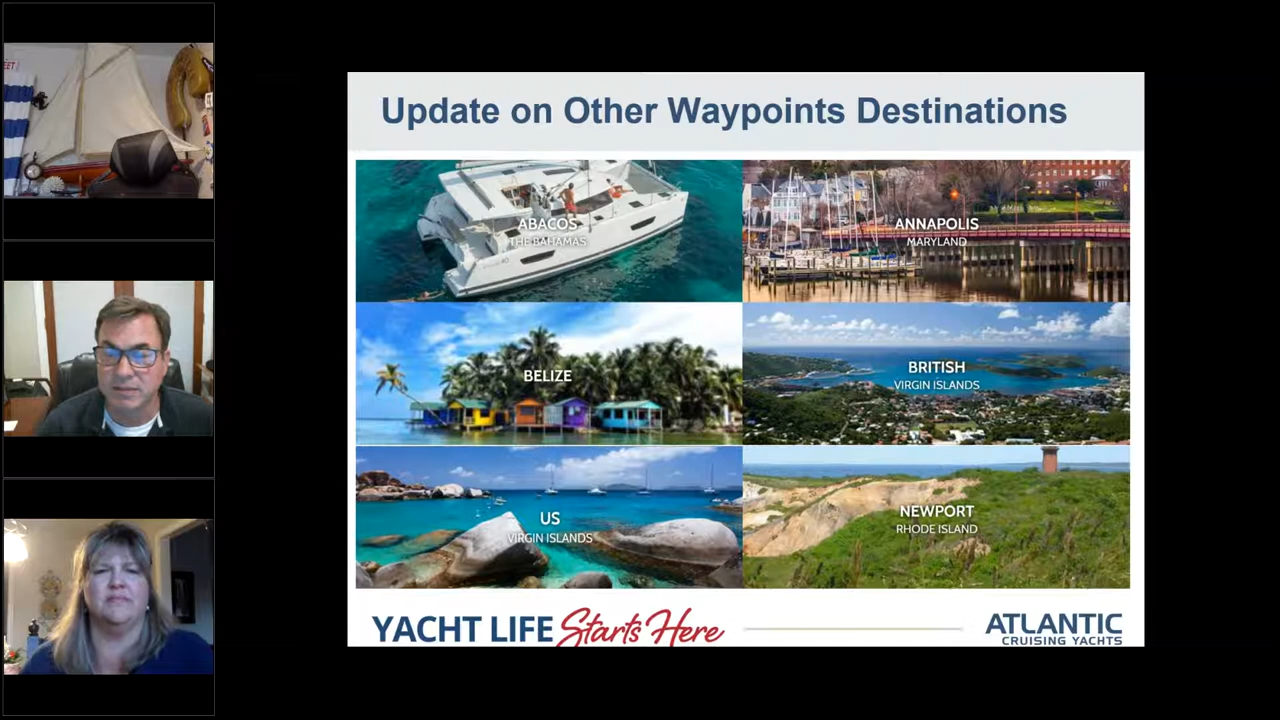 Update on Other Waypoints Destinations
ABACOS
THE BAHAMAS
ANNAPOLIS
MARYLAND
BELIZE
BRITISH
VIRGIN ISLANDS
US
VIRGIN ISLANDS
NEWPORT
RHODE ISLAND
YACHT LIFE Starts Here
ATLANTIC
CRUISING YACHTS